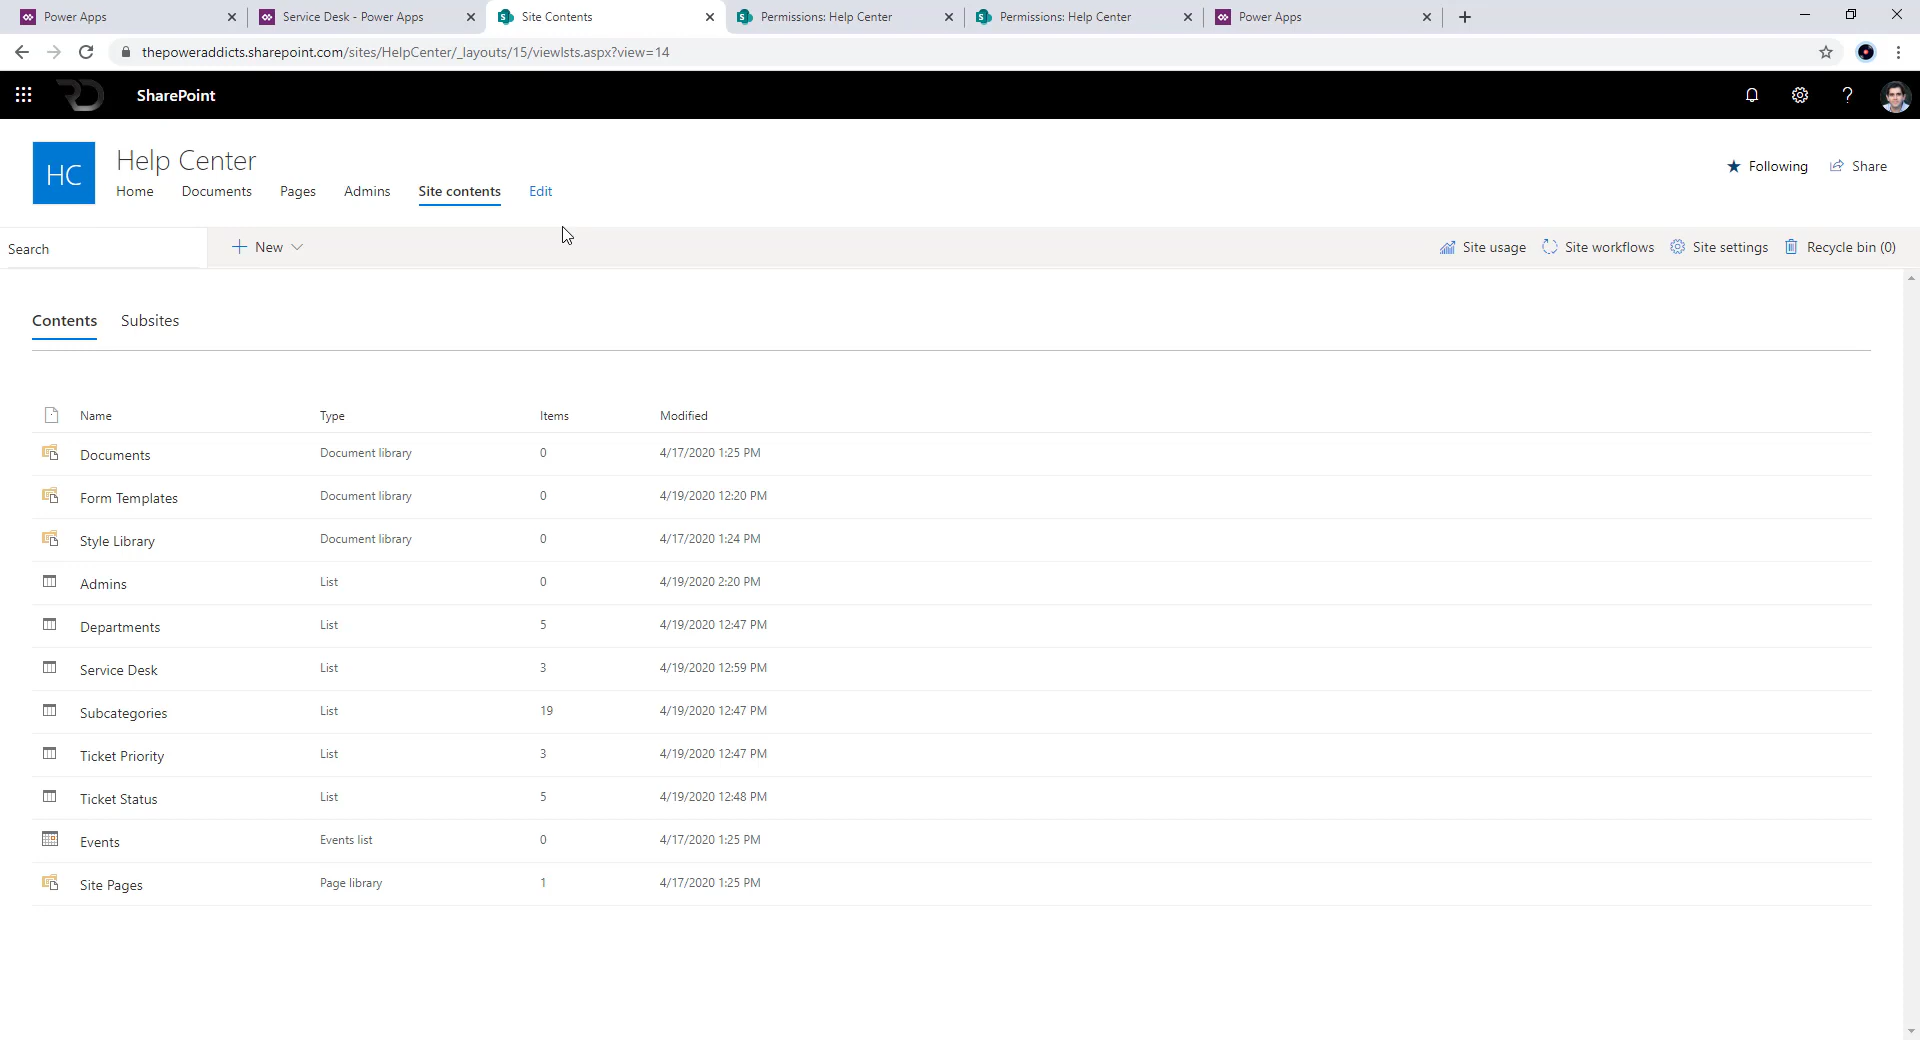 Power Apps
Service Desk - Power Apps
Site Contents
Permissions: Help Center
Permissions: Help Center
Power Apps
thepoweraddicts.sharepoint.com/sites/HelpCenter/_layouts/15/viewlsts.aspx?view=14
RD SharePoint
?
HC
Help Center
Home Documents Pages Admins Site contents Edit
Following Share
Search
New
Site usage Site workflows Site settings Recycle bin (0)
Contents Subsites
Name Type Items Modified
Documents Document library 0 4/17/2020 1:25 PM
Form Templates Document library 0 4/19/2020 12:20 PM
Style Library Document library 0 4/17/2020 1:24 PM
Admins List 0 4/19/2020 2:20 PM
Departments List 5 4/19/2020 12:47 PM
Service Desk List 3 4/19/2020 12:59 PM
Subcategories List 19 4/19/2020 12:47 PM
Ticket Priority List 3 4/19/2020 12:47 PM
Ticket Status List 5 4/19/2020 12:48 PM
Events Events list 0 4/17/2020 1:25 PM
Site Pages Page library 1 4/17/2020 1:25 PM